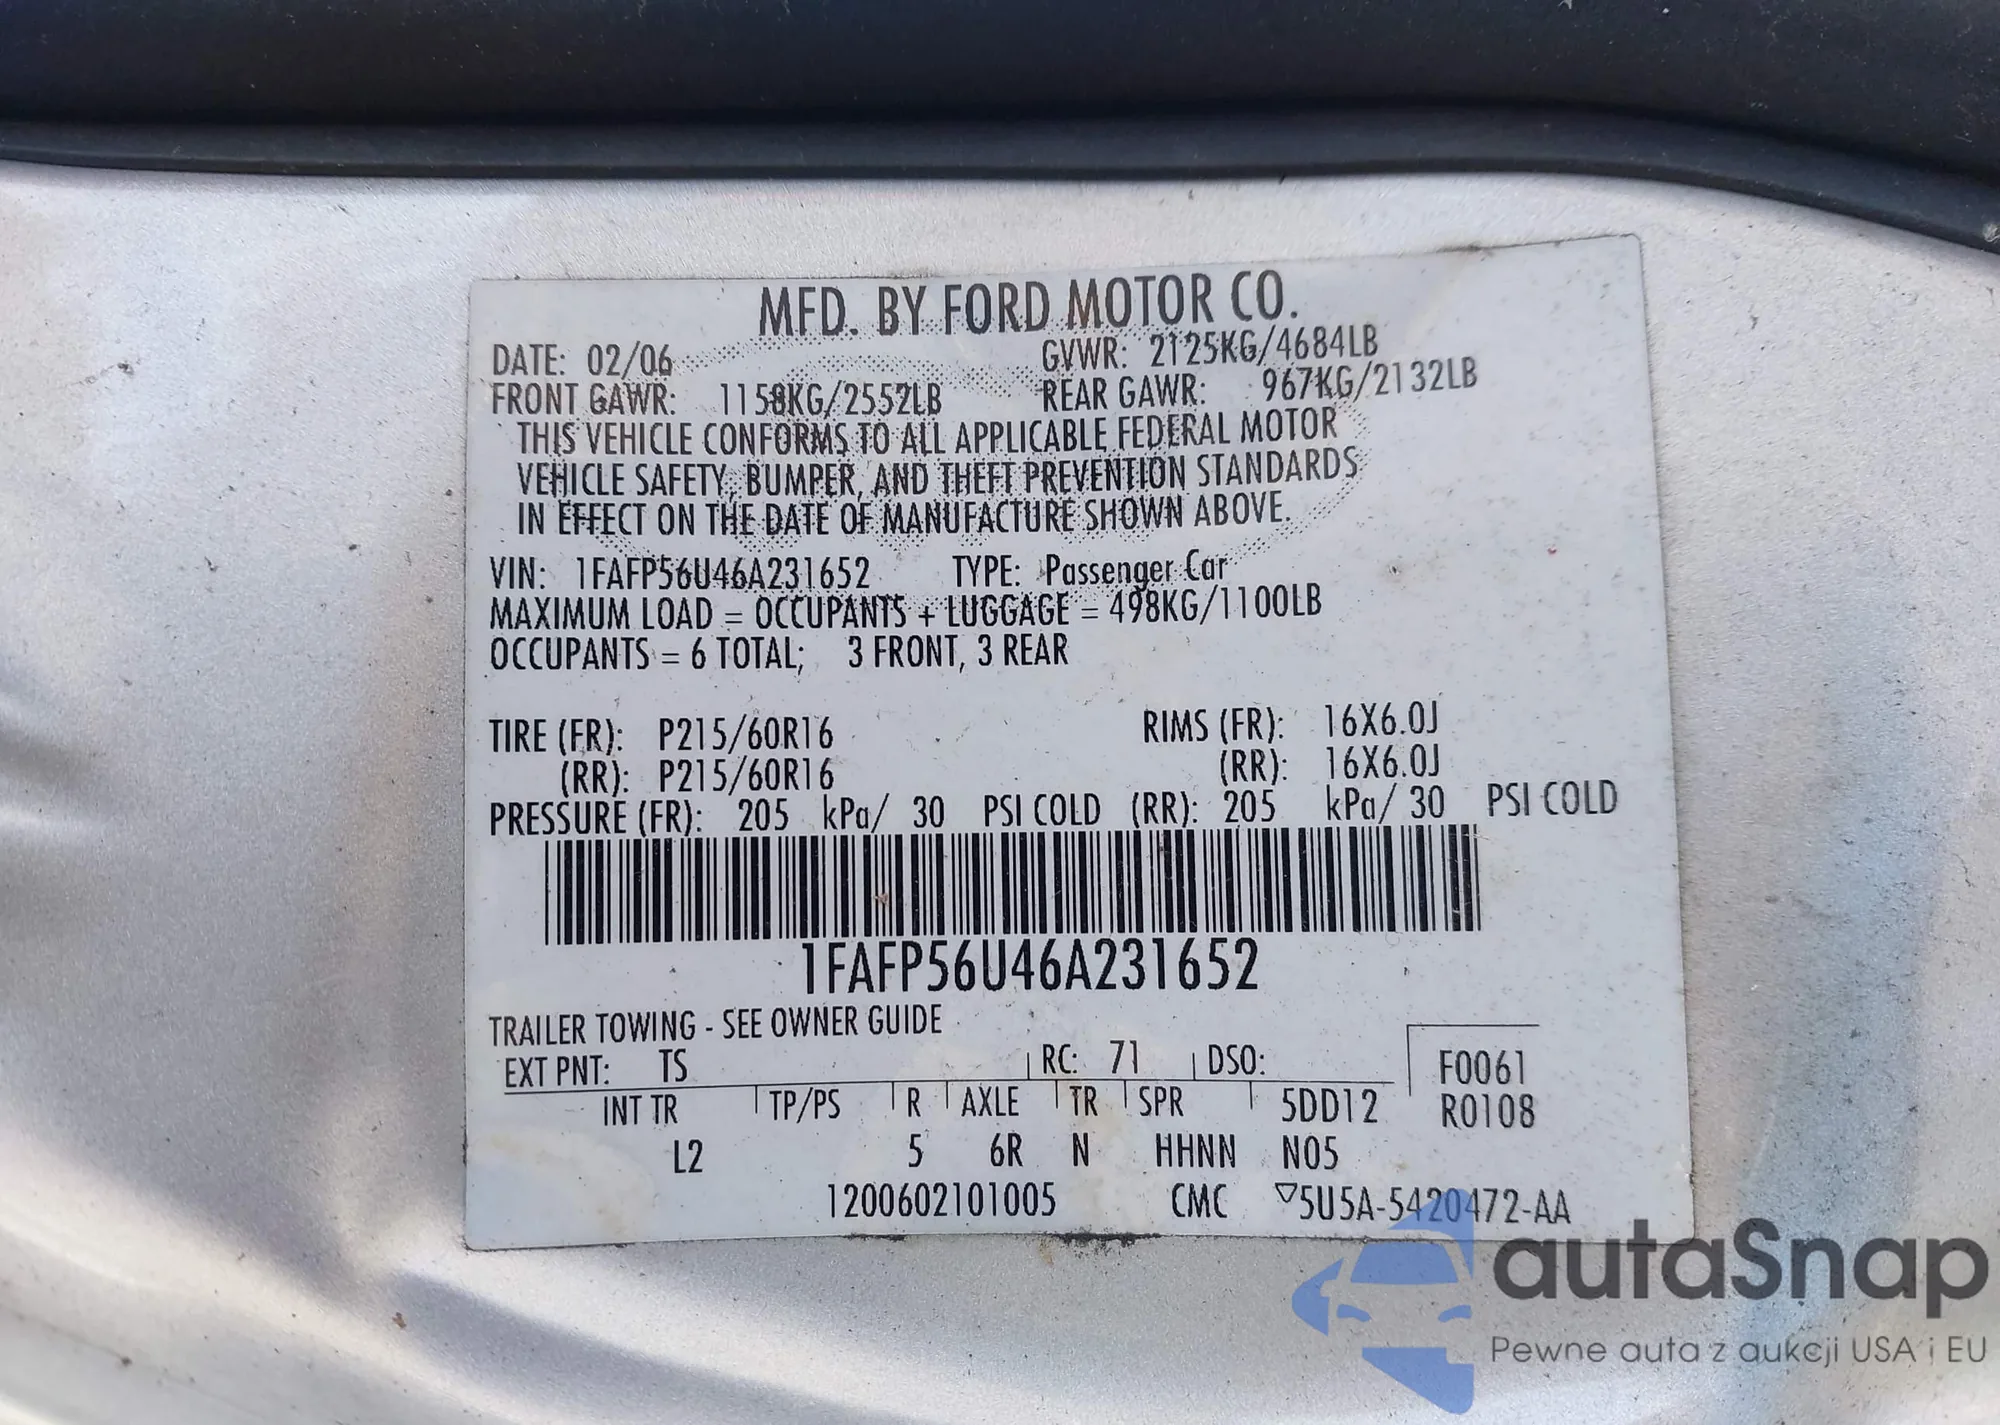 MFD. BY FORD MOTOR CO.
DATE: 02/06 GVWR: 2125KG/4684LB
FRONT GAWR: 1158KG/2552LB REAR GAWR: 967KG/2132LB
THIS VEHICLE CONFORMS TO ALL APPLICABLE FEDERAL MOTOR
VEHICLE SAFETY, BUMPER, AND THEFT PREVENTION STANDARDS
IN EFFECT ON THE DATE OF MANUFACTURE SHOWN ABOVE.
VIN: 1FAFP56U46A231652 TYPE: Passenger Car
MAXIMUM LOAD = OCCUPANTS + LUGGAGE = 498KG/1100LB
OCCUPANTS = 6 TOTAL; 3 FRONT, 3 REAR
TIRE (FR): P215/60R16 RIMS (FR): 16X6.0J
(RR): P215/60R16 (RR): 16X6.0J
PRESSURE (FR): 205 kPa/ 30 PSI COLD (RR): 205 kPa/ 30 PSI COLD
1FAFP56U46A231652
TRAILER TOWING - SEE OWNER GUIDE
EXT PNT: TS RC: 71 DSO: F0061
INT TR TP/PS R AXLE TR SPR 5DD12 R0108
L2 5 6R N HHNN N05
1200602101005 CMC ▽5U5A-5420472-AA
autaSnap
Pewne auta z aukcji USA i EU